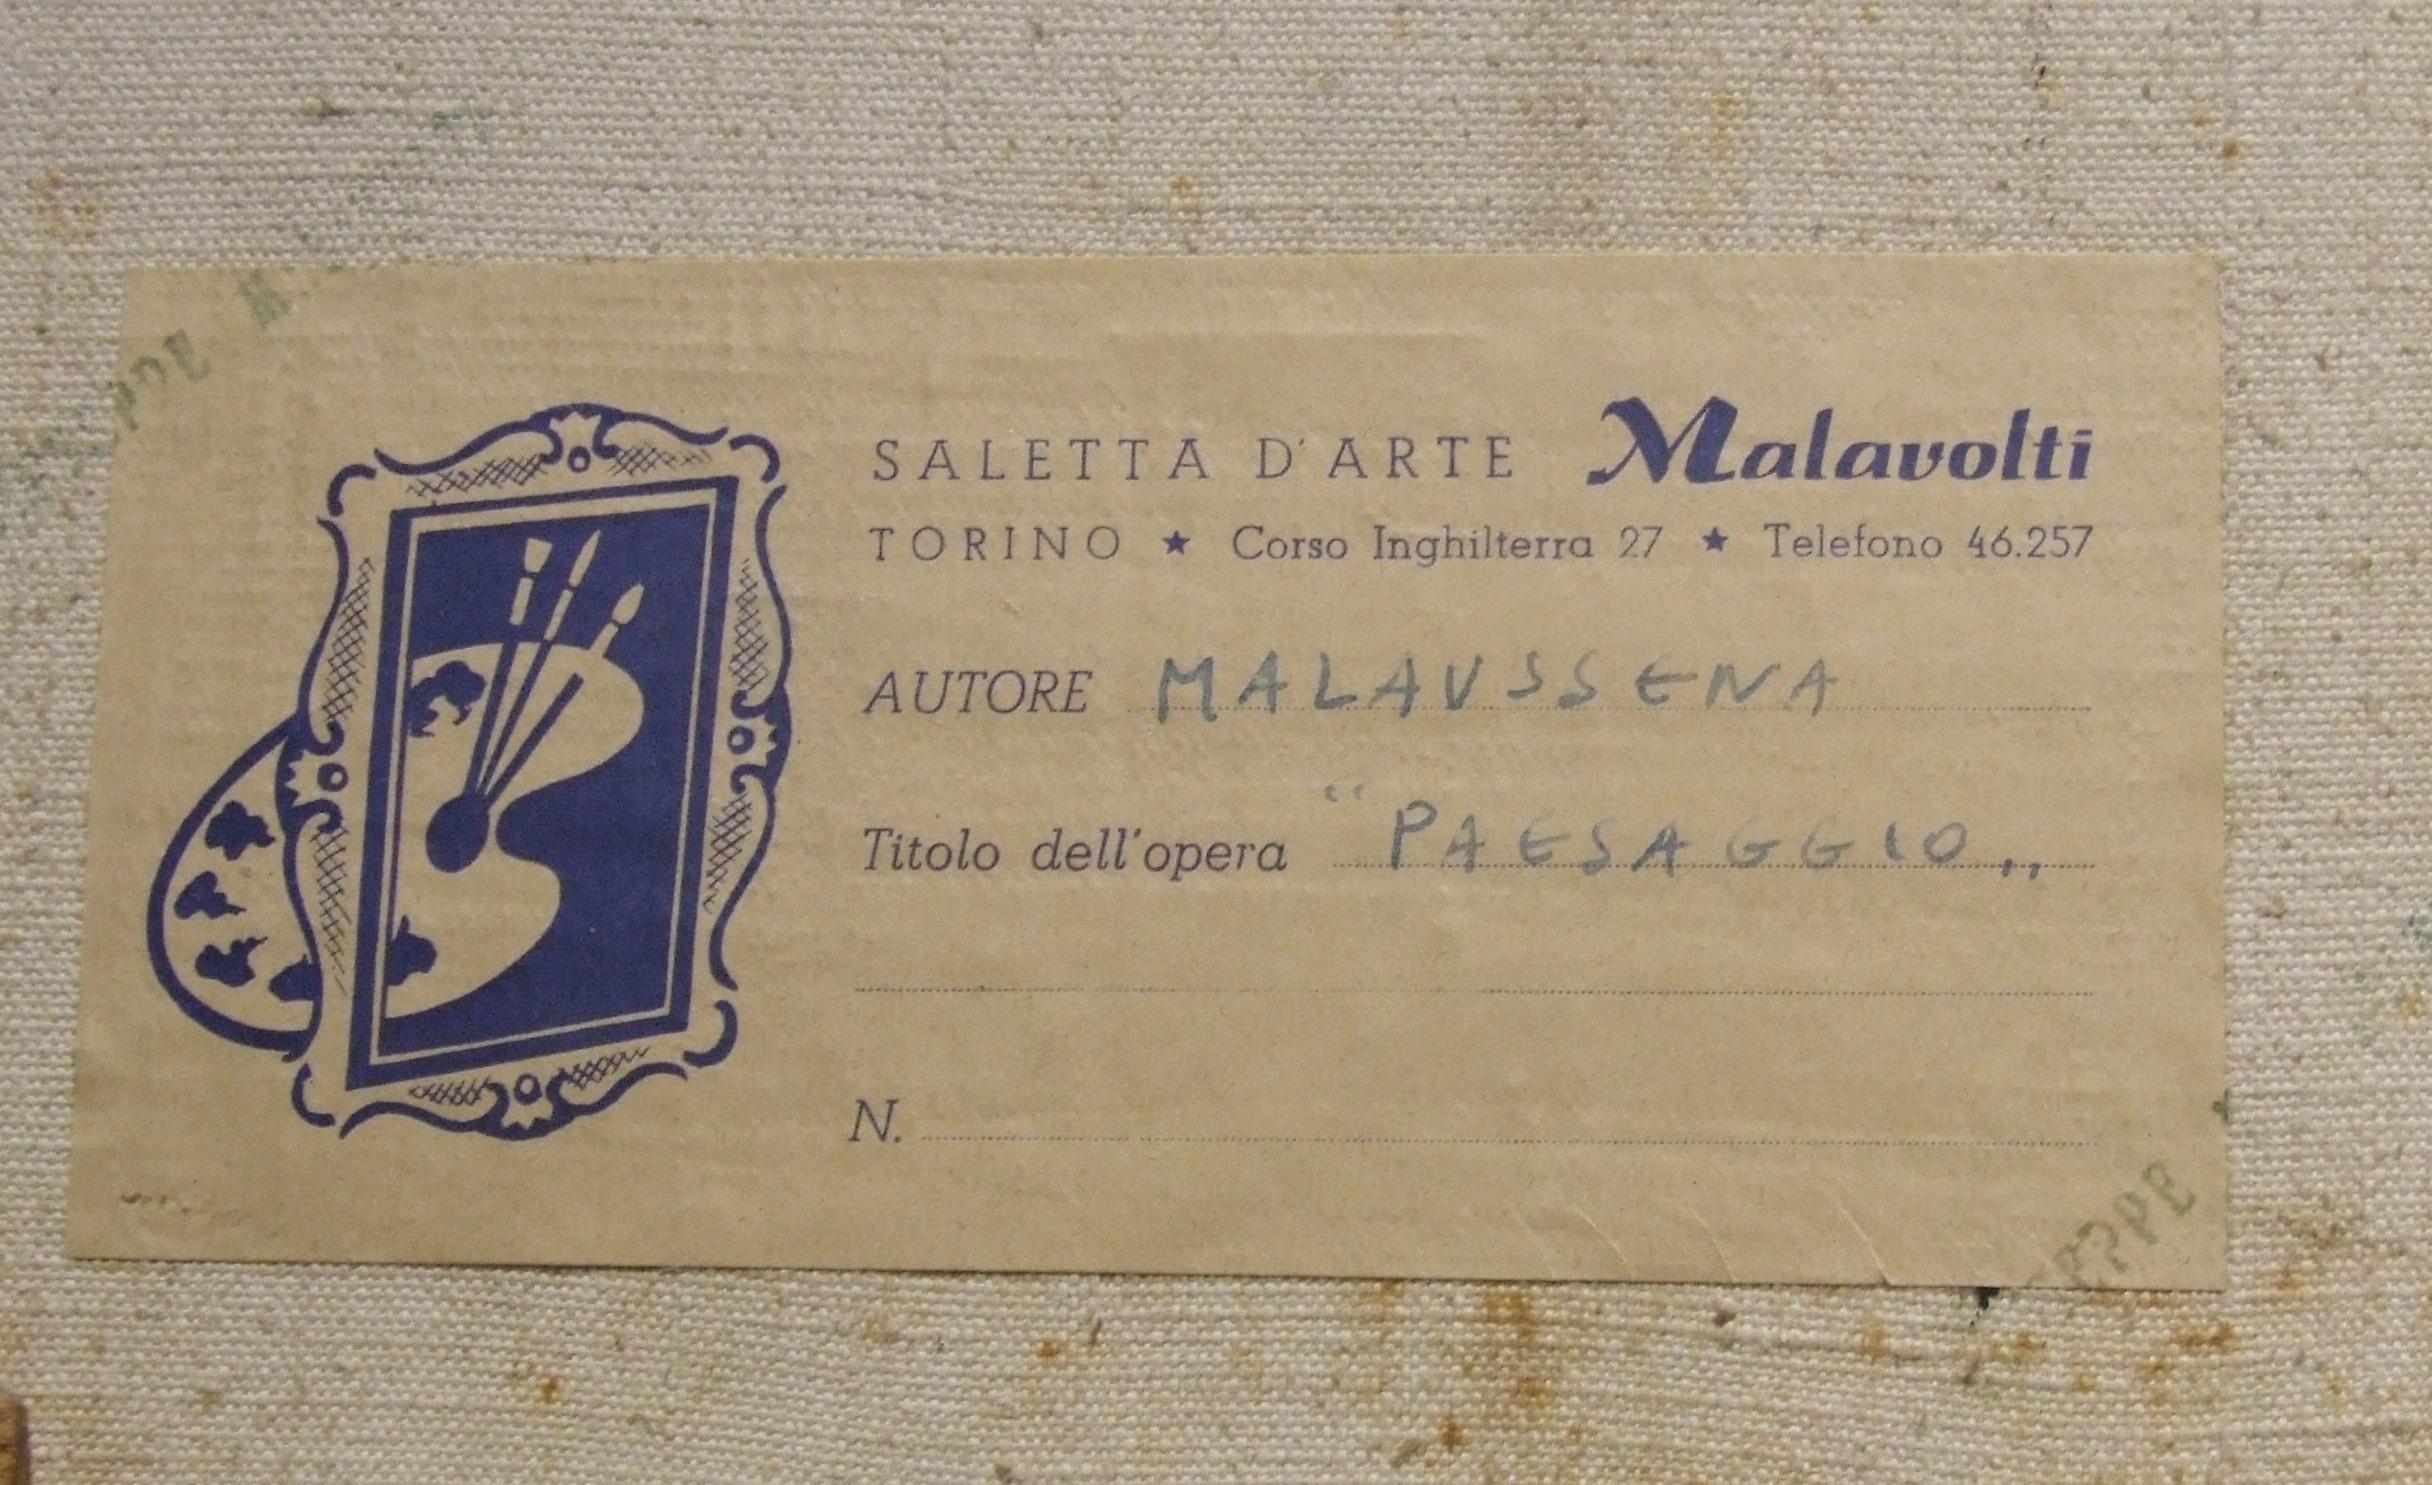 SALETTA D'ARTE Malavolti
TORINO ★ Corso Inghilterra 27 ★ Telefono 46.257
AUTORE MALAUSSENA
Titolo dell'opera "PAESAGGIO„
N.